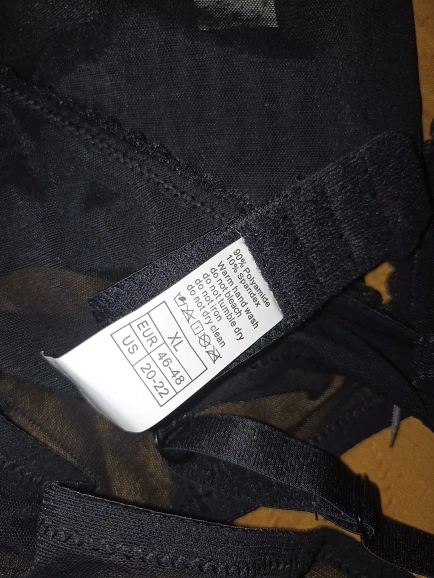 90% Polyamide
10% Spandex
Warm hand wash
do not bleach
do not tumble dry
do not iron
do not dry clean
XL
EUR 46-48
US 20-22